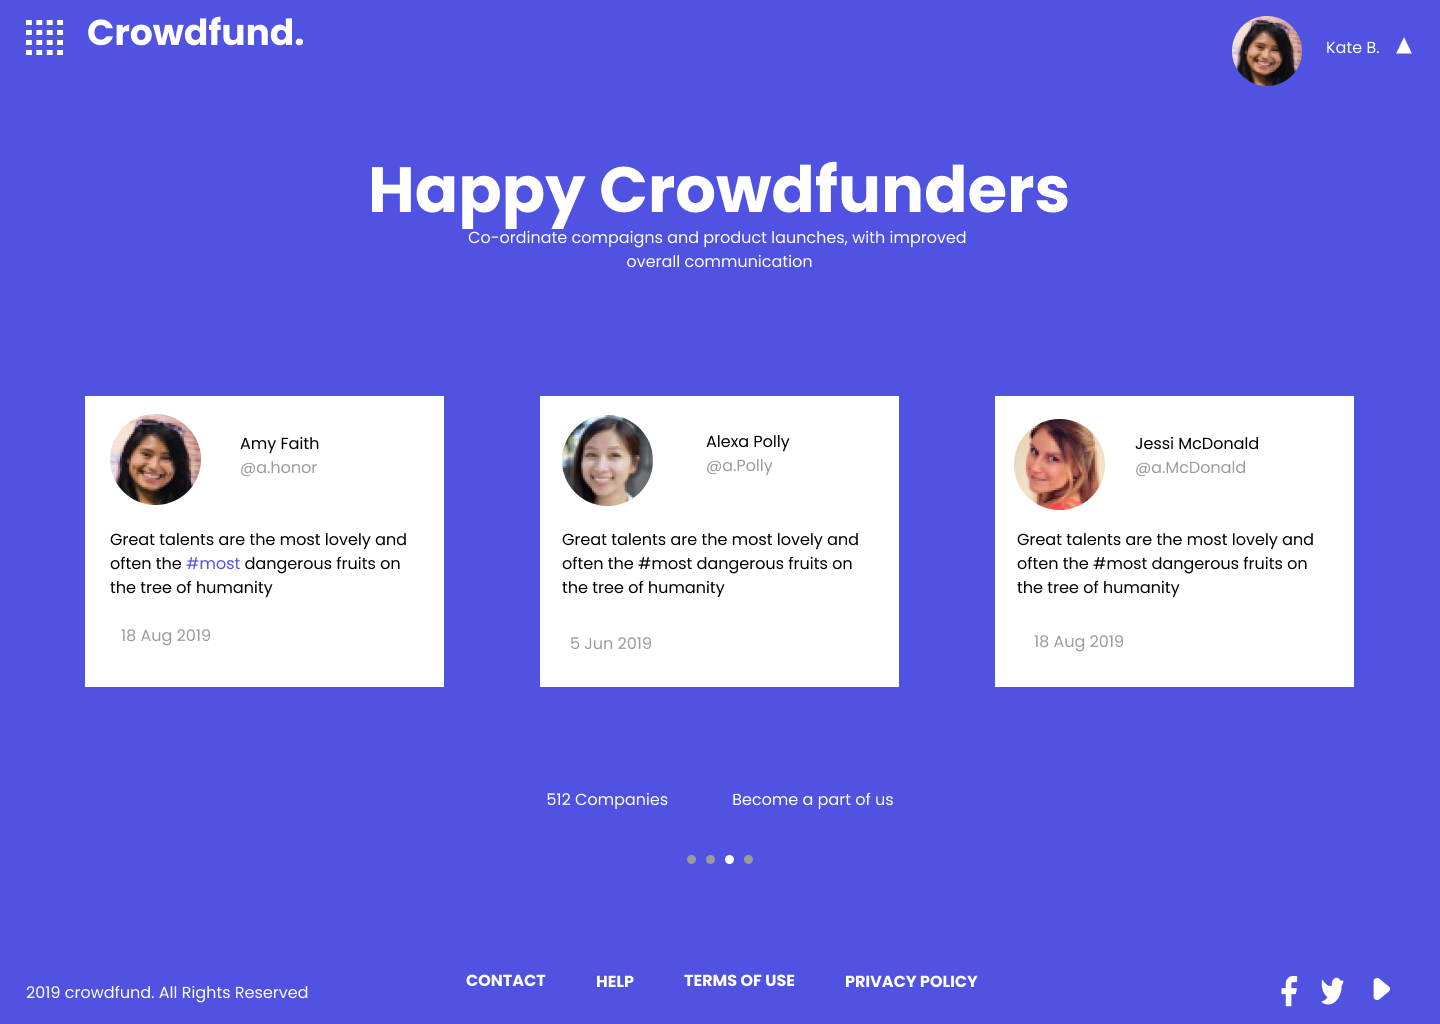 Crowdfund.
Kate B.
Happy Crowdfunders
Co-ordinate compaigns and product launches, with improved
overall communication
Amy Faith
@a.honor
Great talents are the most lovely and
often the #most dangerous fruits on
the tree of humanity
18 Aug 2019
Alexa Polly
@a.Polly
Great talents are the most lovely and
often the #most dangerous fruits on
the tree of humanity
5 Jun 2019
Jessi McDonald
@a.McDonald
Great talents are the most lovely and
often the #most dangerous fruits on
the tree of humanity
18 Aug 2019
512 Companies
Become a part of us
2019 crowdfund. All Rights Reserved
CONTACT
HELP
TERMS OF USE
PRIVACY POLICY